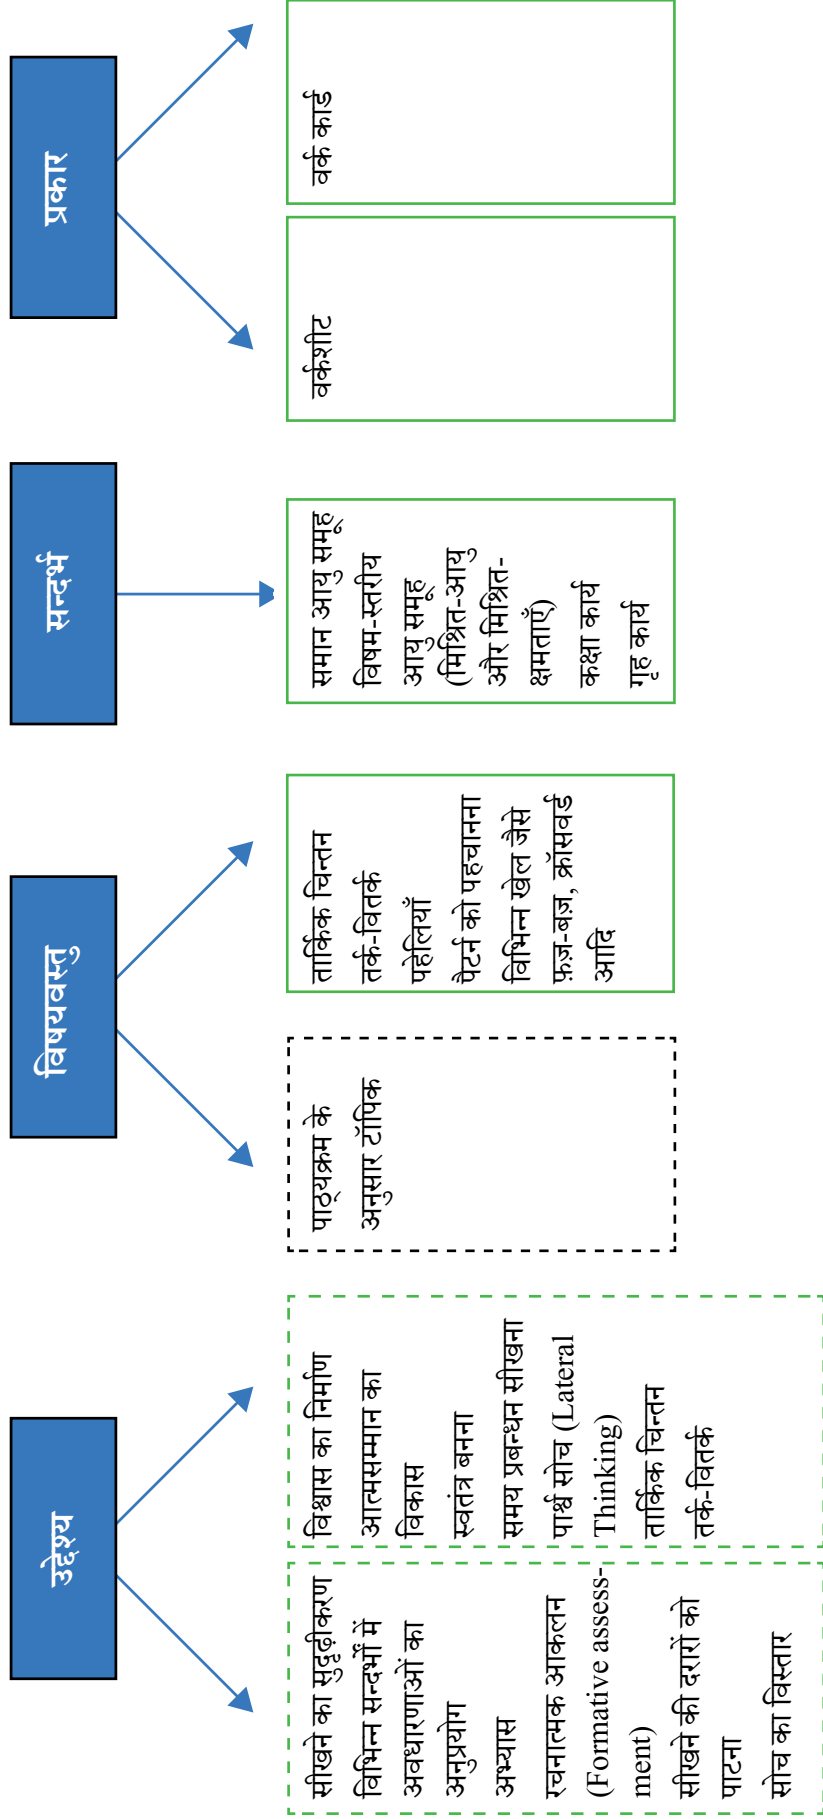 उद्देश्य
सीखने का सुदृढ़ीकरण
विभिन्न सन्दर्भों में
अवधारणाओं का
अनुप्रयोग
अभ्यास
रचनात्मक आकलन
(Formative assess-
ment)
सीखने की दरारों को
पाटना
सोच का विस्तार
विश्वास का निर्माण
आत्मसम्मान का
विकास
स्वतंत्र बनना
समय प्रबन्धन सीखना
पार्श्व सोच (Lateral
Thinking)
तार्किक चिन्तन
तर्क-वितर्क
विषयवस्तु
पाठ्यक्रम के
अनुसार टॉपिक
तार्किक चिन्तन
तर्क-वितर्क
पहेलियाँ
पैटर्न को पहचानना
विभिन्न खेल जैसे
फ़ज़-बज़, क्रॉसवर्ड
आदि
सन्दर्भ
समान आयु समूह
विषम-स्तरीय
आयु समूह
(मिश्रित-आयु
और मिश्रित-
क्षमताएँ)
कक्षा कार्य
गृह कार्य
प्रकार
वर्कशीट
वर्क कार्ड